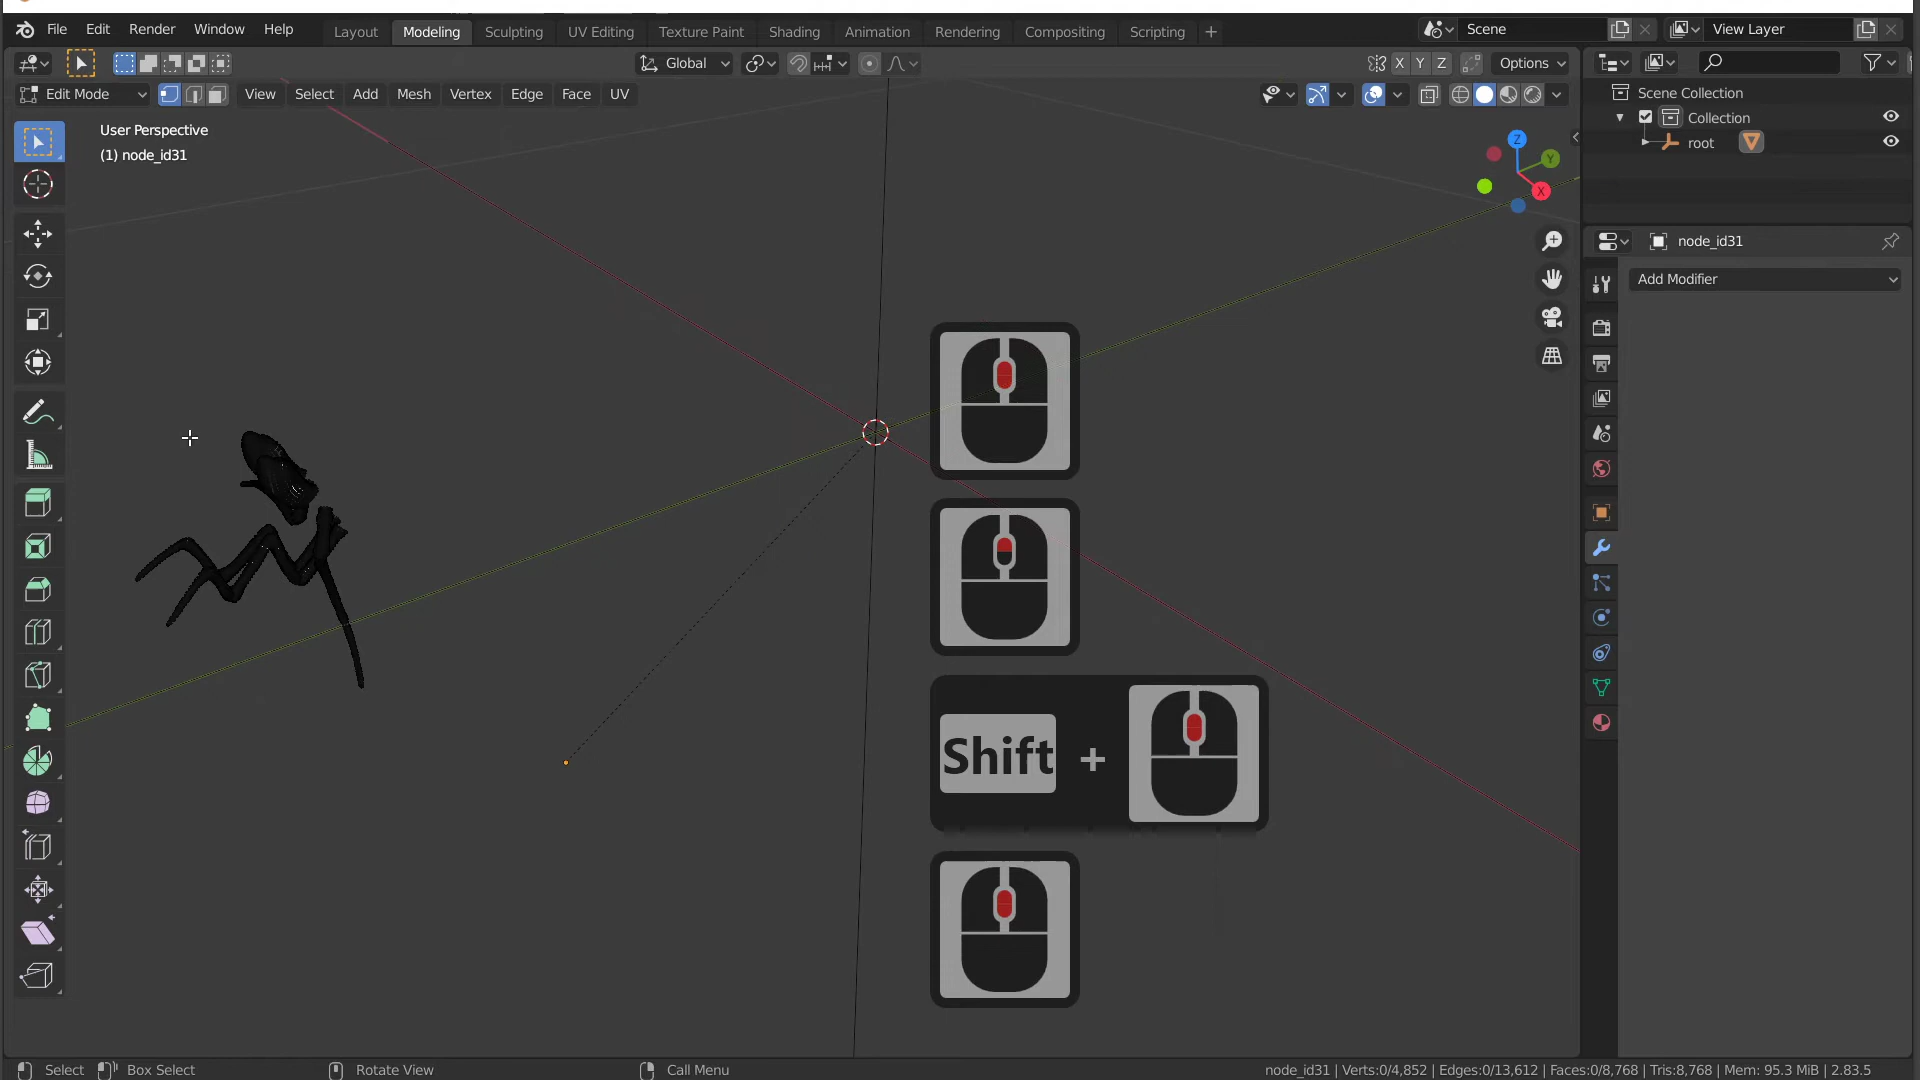 File Edit Render Window Help Layout Modeling Sculpting UV Editing Texture Paint Shading Animation Rendering Compositing Scripting + Scene View Layer
Global X Y Z Options
Edit Mode View Select Add Mesh Vertex Edge Face UV
Scene Collection
Collection
root
User Perspective
(1) node_id31
Z
Y
X
node_id31
Add Modifier
Shift +
Select Box Select Rotate View Call Menu node_id31 | Verts:0/4,852 | Edges:0/13,612 | Faces:0/8,768 | Tris:8,768 | Mem: 95.3 MiB | 2.83.5